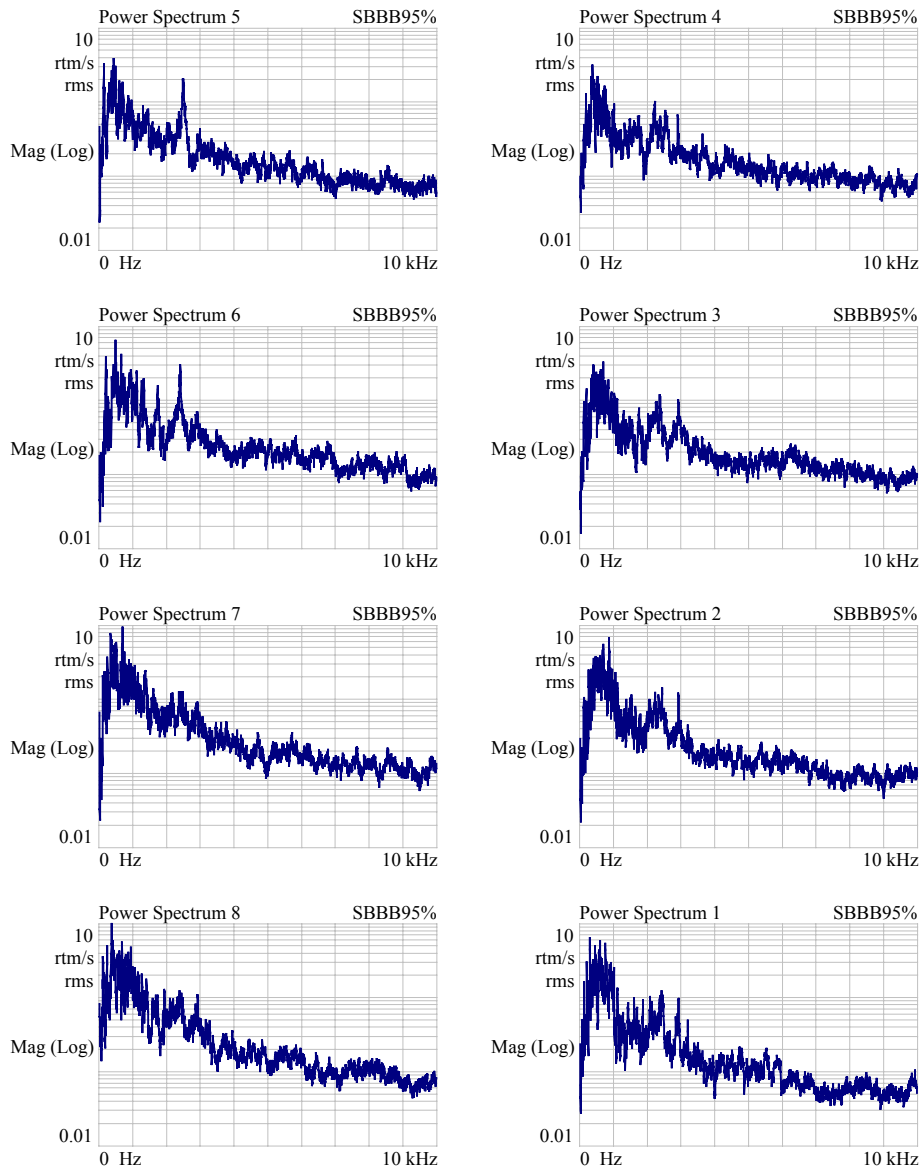 Power Spectrum 5 SBBB95%
10
rtm/s
rms
Mag (Log)
0.01
0 Hz 10 kHz
Power Spectrum 4 SBBB95%
10
rtm/s
rms
Mag (Log)
0.01
0 Hz 10 kHz
Power Spectrum 6 SBBB95%
10
rtm/s
rms
Mag (Log)
0.01
0 Hz 10 kHz
Power Spectrum 3 SBBB95%
10
rtm/s
rms
Mag (Log)
0.01
0 Hz 10 kHz
Power Spectrum 7 SBBB95%
10
rtm/s
rms
Mag (Log)
0.01
0 Hz 10 kHz
Power Spectrum 2 SBBB95%
10
rtm/s
rms
Mag (Log)
0.01
0 Hz 10 kHz
Power Spectrum 8 SBBB95%
10
rtm/s
rms
Mag (Log)
0.01
0 Hz 10 kHz
Power Spectrum 1 SBBB95%
10
rtm/s
rms
Mag (Log)
0.01
0 Hz 10 kHz